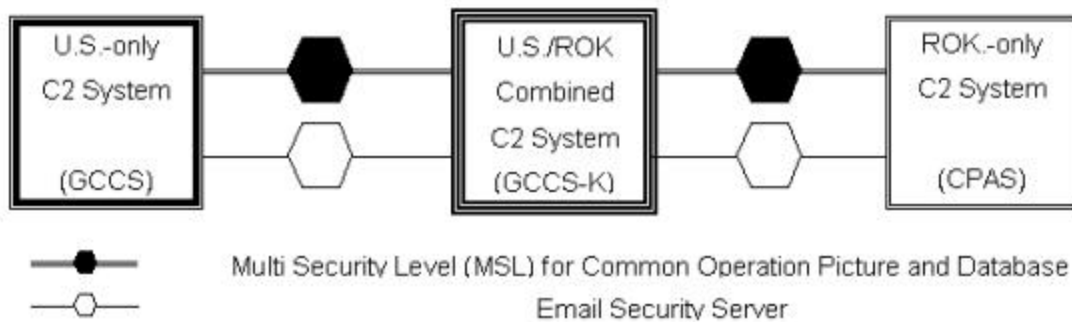 U.S.-only
C2 System
(GCCS)
U.S./ROK
Combined
C2 System
(GCCS-K)
ROK.-only
C2 System
(CPAS)
Multi Security Level (MSL) for Common Operation Picture and Database
Email Security Server